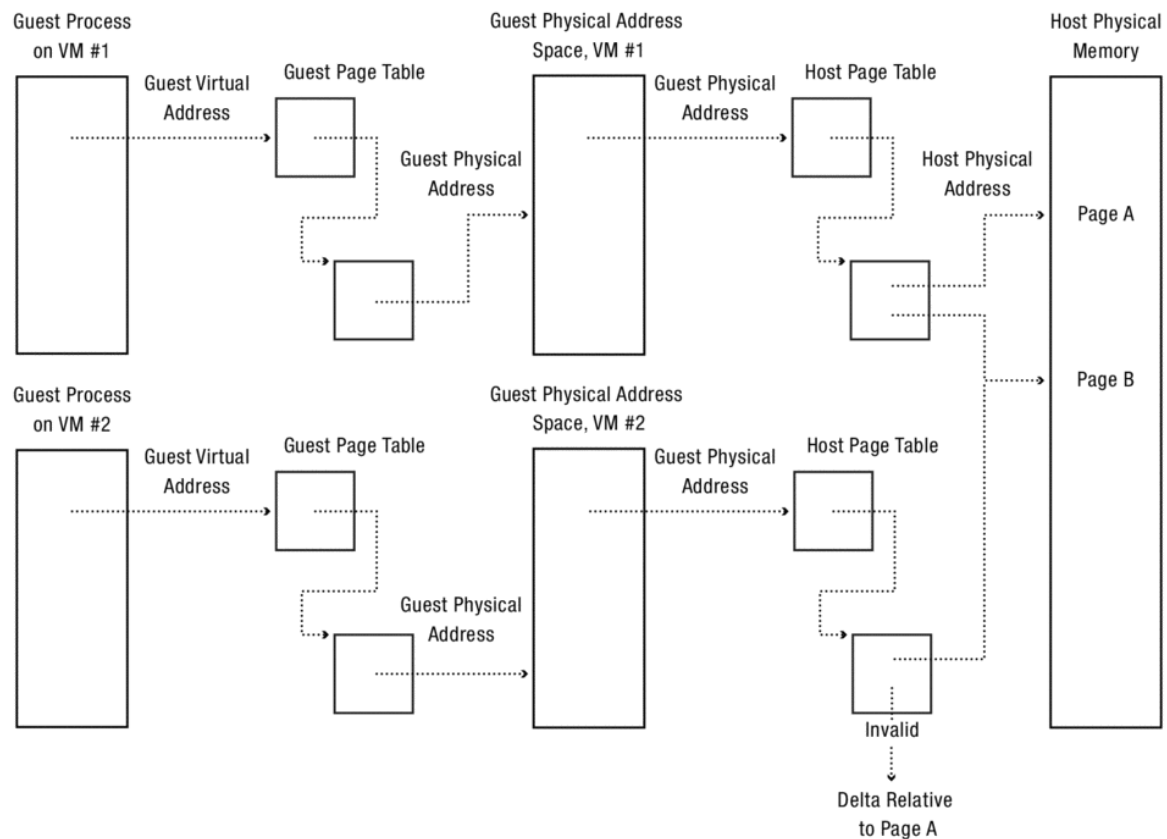 Guest Process
on VM #1
Guest Virtual
Address
Guest Page Table
Guest Physical
Address
Guest Physical Address
Space, VM #1
Guest Physical
Address
Host Page Table
Host Physical
Address
Host Physical
Memory
Page A
Page B
Guest Process
on VM #2
Guest Virtual
Address
Guest Page Table
Guest Physical
Address
Guest Physical Address
Space, VM #2
Guest Physical
Address
Host Page Table
Invalid
Delta Relative
to Page A